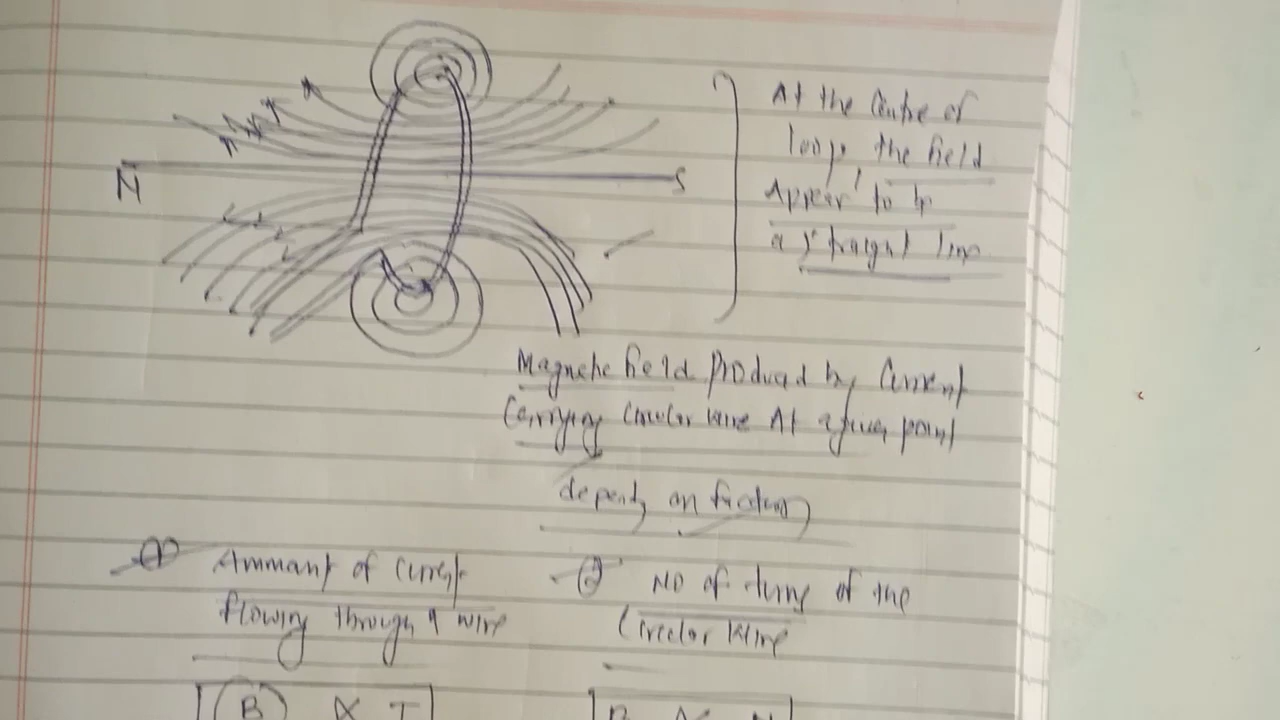 N
S
At the Centre of
loop, the field
Appear to be
a straight line
Magnetic field Produced by Current
Carrying Circular wire At a given point
depends on factors
① Ammant of current
flowing through a wire
② NO of turns of the
Circular wire
B ∝ I
B ∝ N